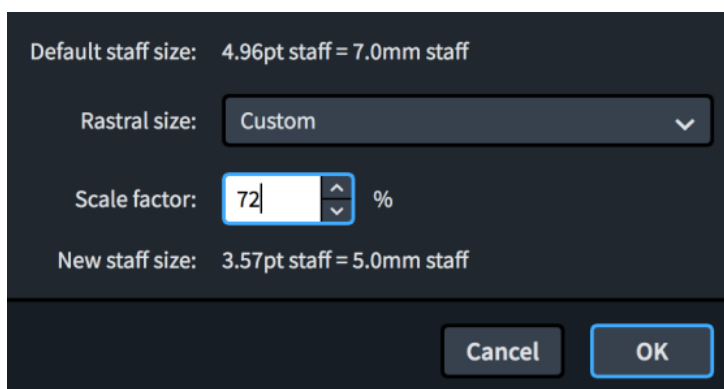 Default staff size: 4.96pt staff = 7.0mm staff
Rastral size: Custom
Scale factor: 72 %
New staff size: 3.57pt staff = 5.0mm staff
Cancel OK